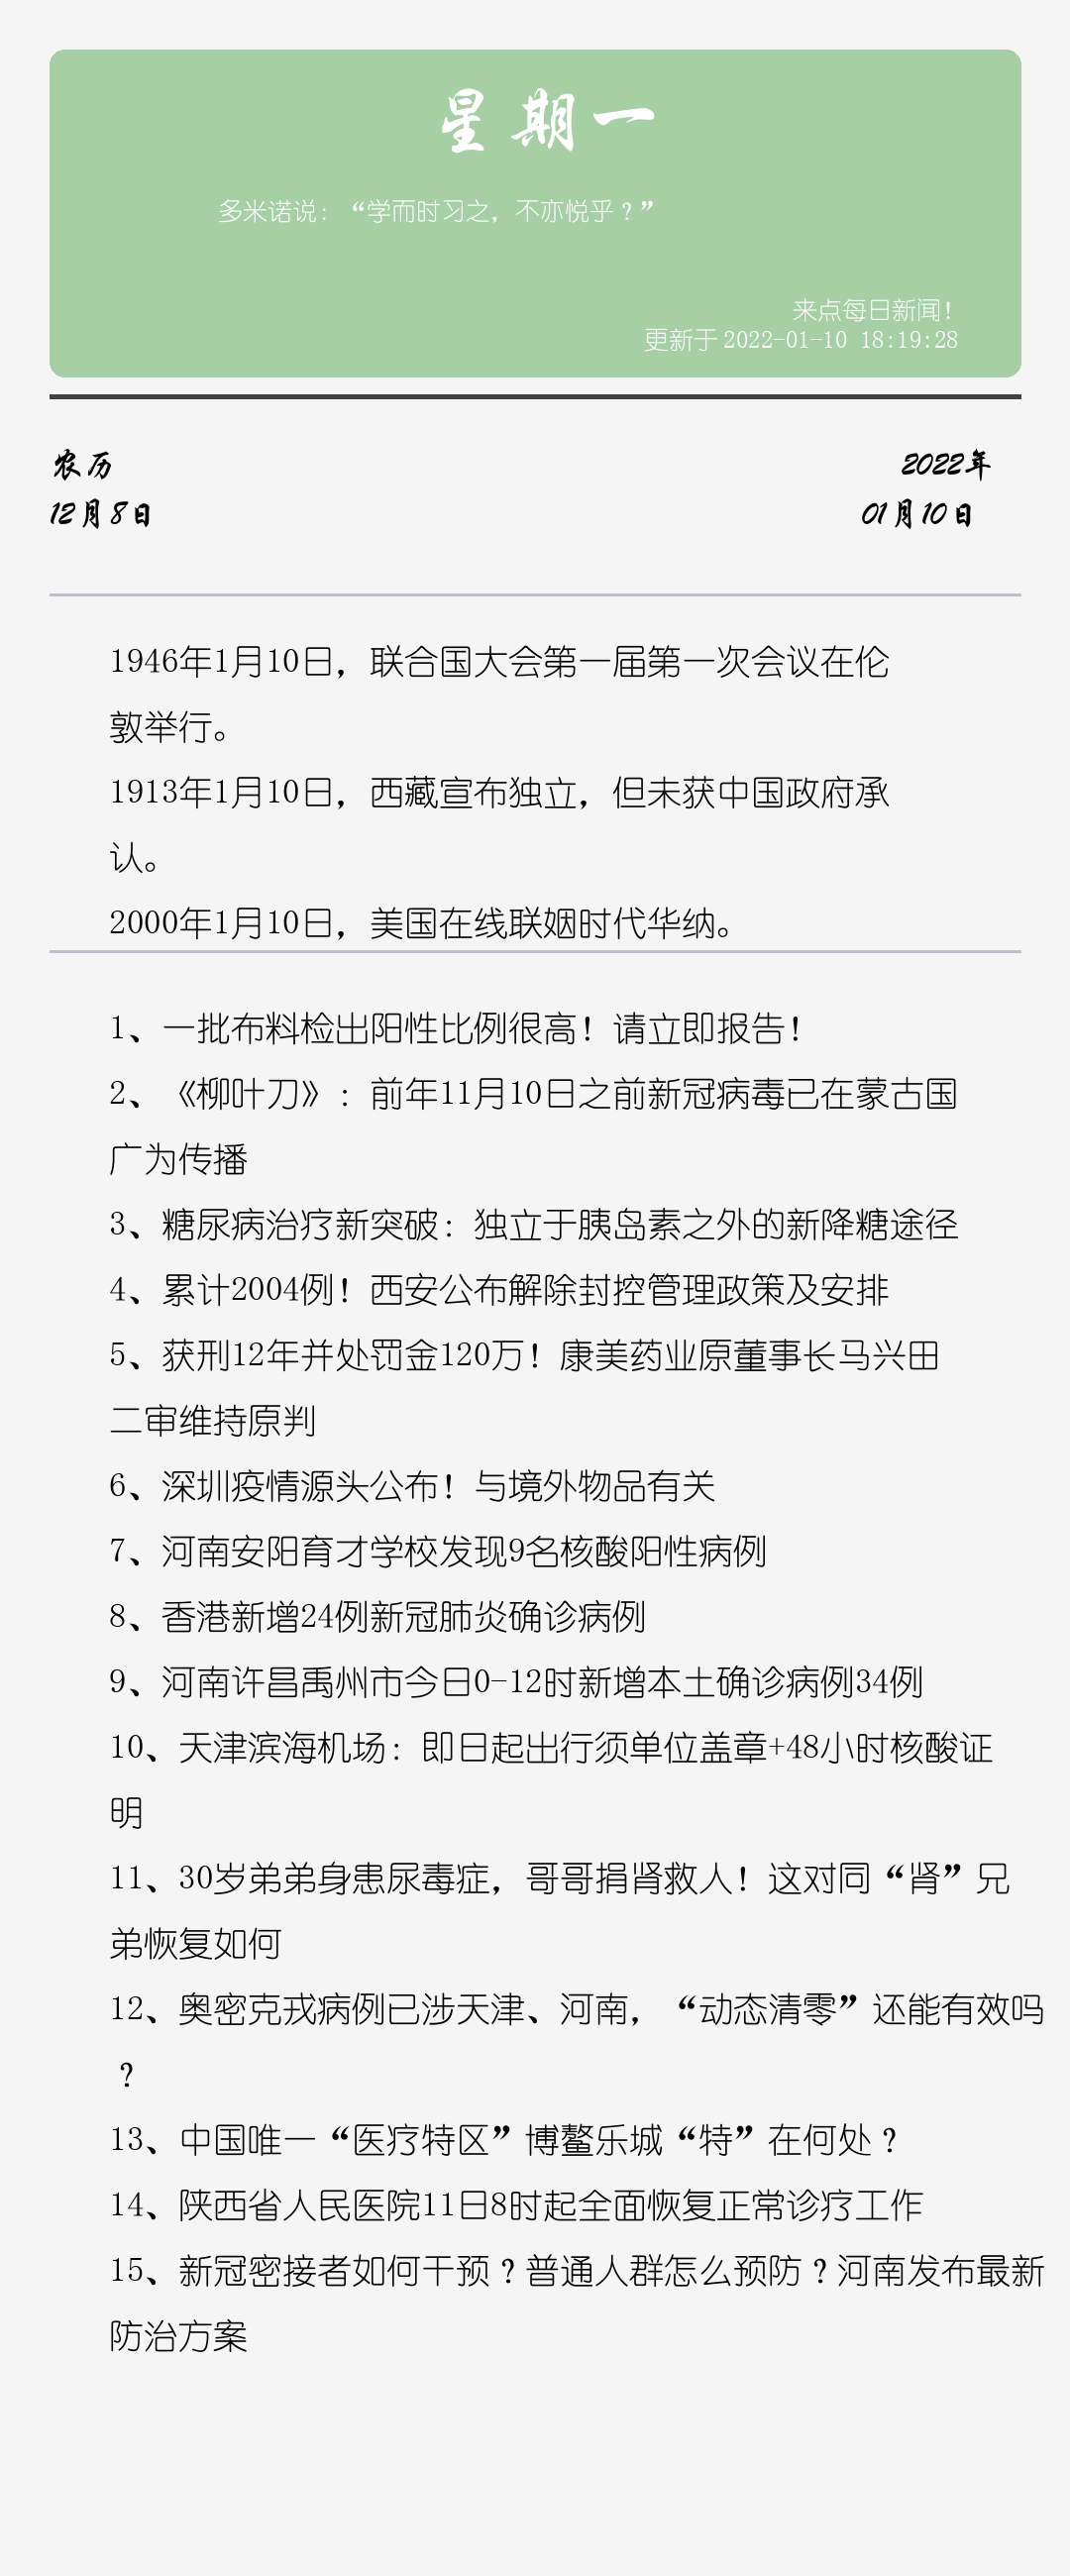 星期一
多米诺说：“学而时习之，不亦悦乎？”
来点每日新闻！
更新于2022-01-10 18:19:28
农历
2022年
12月8日
01月10日
1946年1月10日，联合国大会第一届第一次会议在伦
敦举行。
1913年1月10日，西藏宣布独立，但未获中国政府承
认。
2000年1月10日，美国在线联姻时代华纳。
1、一批布料检出阳性比例很高！请立即报告！
2、《柳叶刀》：前年11月10日之前新冠病毒已在蒙古国
广为传播
3、糖尿病治疗新突破：独立于胰岛素之外的新降糖途径
4、累计2004例！西安公布解除封控管理政策及安排
5、获刑12年并处罚金120万！康美药业原董事长马兴田
二审维持原判
6、深圳疫情源头公布！与境外物品有关
7、河南安阳育才学校发现9名核酸阳性病例
8、香港新增24例新冠肺炎确诊病例
9、河南许昌禹州市今日0-12时新增本土确诊病例34例
10、天津滨海机场：即日起出行须单位盖章+48小时核酸证
明
11、30岁弟弟身患尿毒症，哥哥捐肾救人！这对同“肾”兄
弟恢复如何
12、奥密克戎病例已涉天津、河南，“动态清零”还能有效吗
？
13、中国唯一“医疗特区”博鳌乐城“特”在何处？
14、陕西省人民医院11日8时起全面恢复正常诊疗工作
15、新冠密接者如何干预？普通人群怎么预防？河南发布最新
防治方案